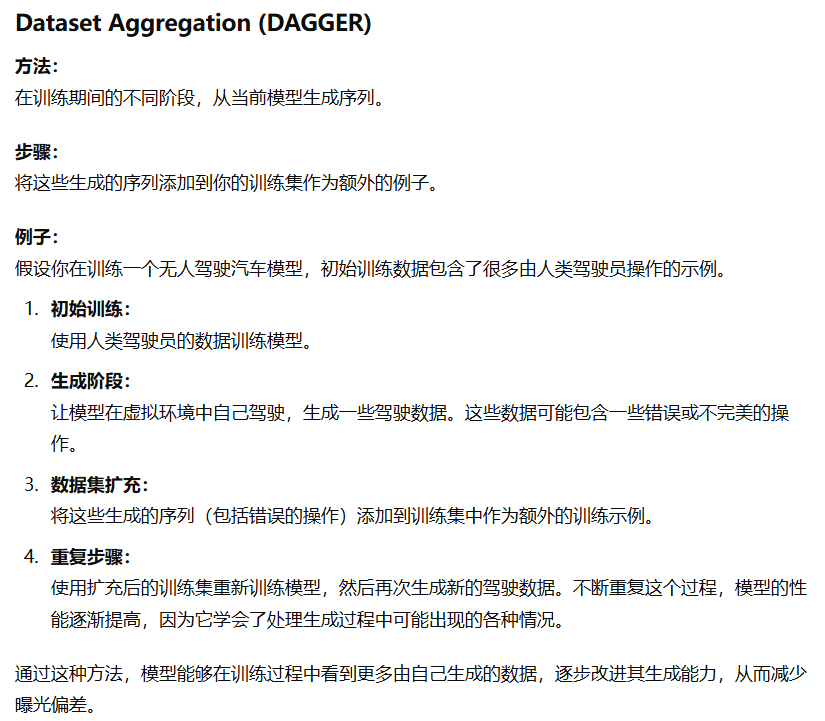 Dataset Aggregation (DAGGER)
方法：
在训练期间的不同阶段，从当前模型生成序列。
步骤：
将这些生成的序列添加到你的训练集作为额外的例子。
例子：
假设你在训练一个无人驾驶汽车模型，初始训练数据包含了很多由人类驾驶员操作的示例。
1. 初始训练：
使用人类驾驶员的数据训练模型。
2. 生成阶段：
让模型在虚拟环境中自己驾驶，生成一些驾驶数据。这些数据可能包含一些错误或不完美的操
作。
3. 数据集扩充：
将这些生成的序列（包括错误的操作）添加到训练集中作为额外的训练示例。
4. 重复步骤：
使用扩充后的训练集重新训练模型，然后再次生成新的驾驶数据。不断重复这个过程，模型的性
能逐渐提高，因为它学会了处理生成过程中可能出现的各种情况。
通过这种方法，模型能够在训练过程中看到更多由自己生成的数据，逐步改进其生成能力，从而减少
曝光偏差。